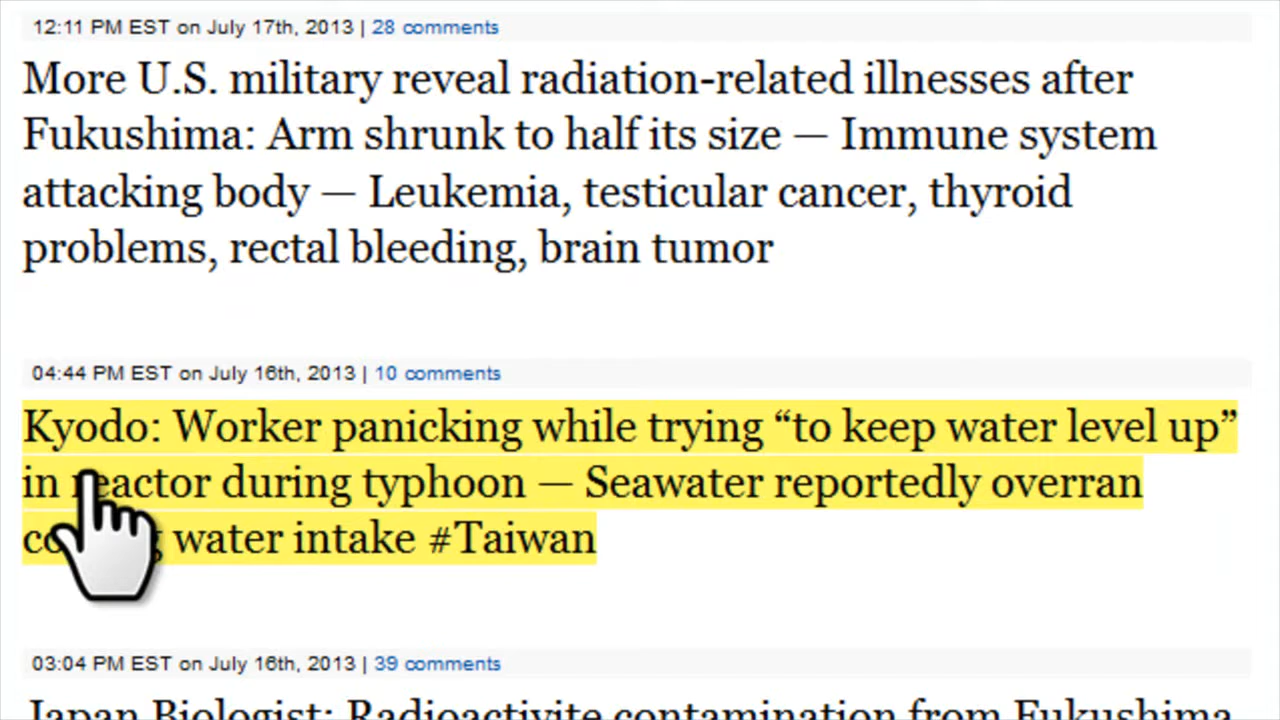 12:11 PM EST on July 17th, 2013 | 28 comments
More U.S. military reveal radiation-related illnesses after
Fukushima: Arm shrunk to half its size — Immune system
attacking body — Leukemia, testicular cancer, thyroid
problems, rectal bleeding, brain tumor
04:44 PM EST on July 16th, 2013 | 10 comments
Kyodo: Worker panicking while trying “to keep water level up”
in reactor during typhoon — Seawater reportedly overran
cooling water intake #Taiwan
03:04 PM EST on July 16th, 2013 | 39 comments
Japan Biologist: Radioactivite contamination from Fukushima